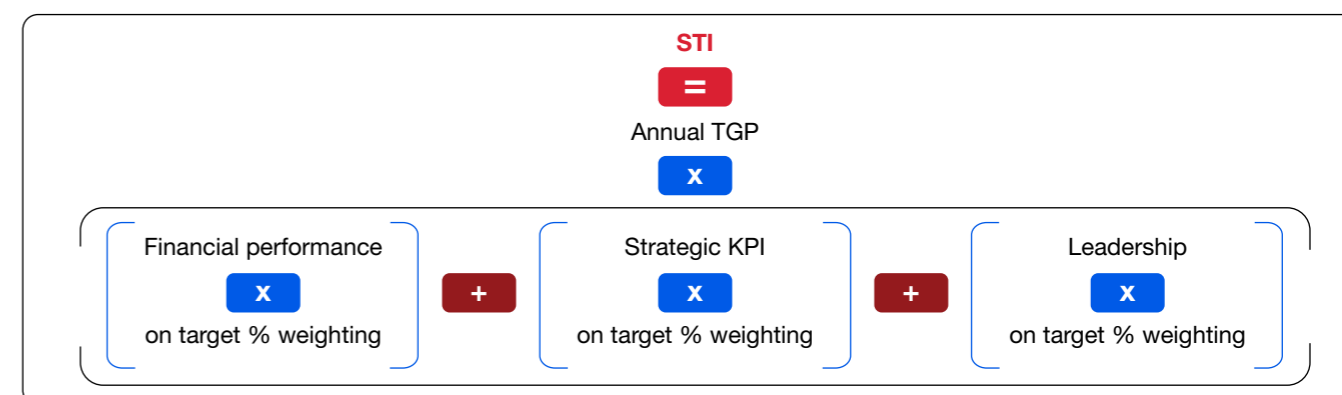 STI
=
Annual TGP
x
Financial performance
x
on target % weighting
+
Strategic KPI
x
on target % weighting
+
Leadership
x
on target % weighting